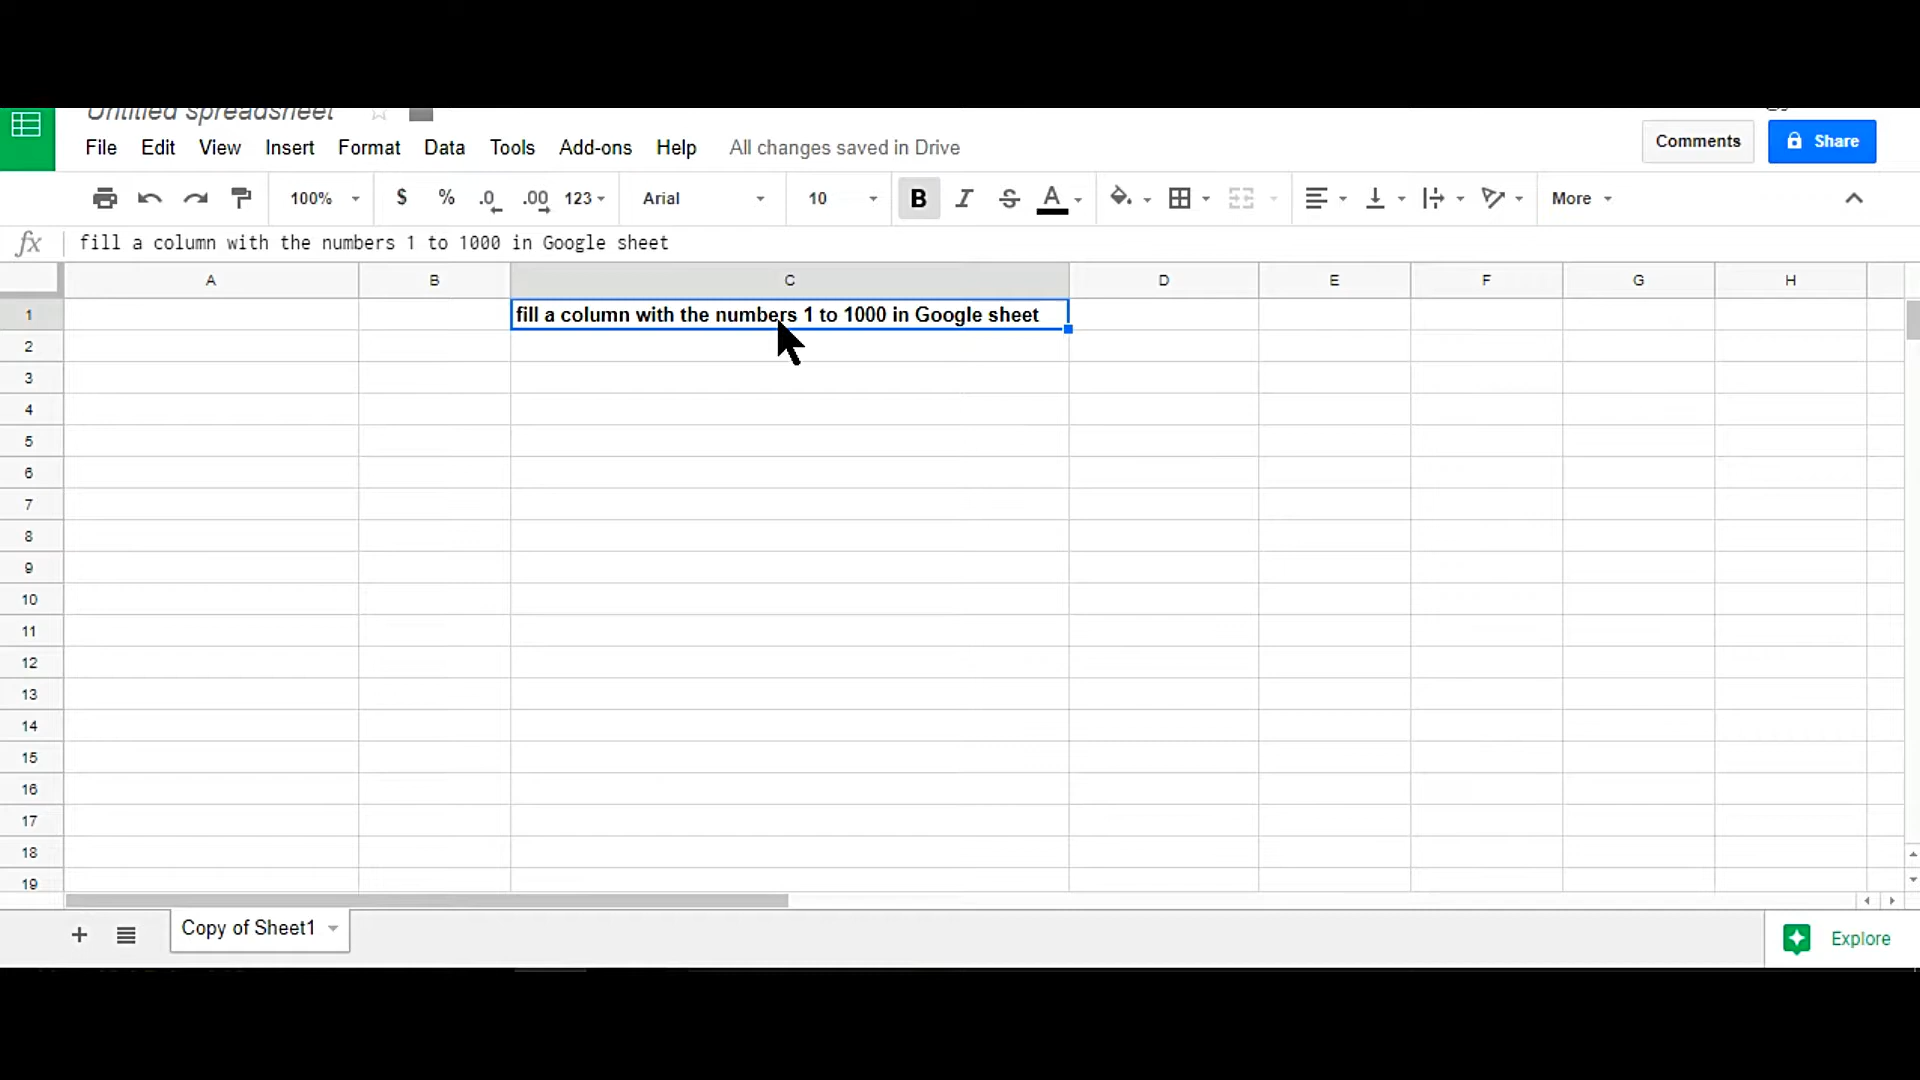 Untitled spreadsheet
File Edit View Insert Format Data Tools Add-ons Help All changes saved in Drive
Comments Share
100% $ % .0 .00 123 Arial 10 B I S A More
fx fill a column with the numbers 1 to 1000 in Google sheet
A B C D E F G H
1 fill a column with the numbers 1 to 1000 in Google sheet
2
3
4
5
6
7
8
9
10
11
12
13
14
15
16
17
18
19
Copy of Sheet1 Explore